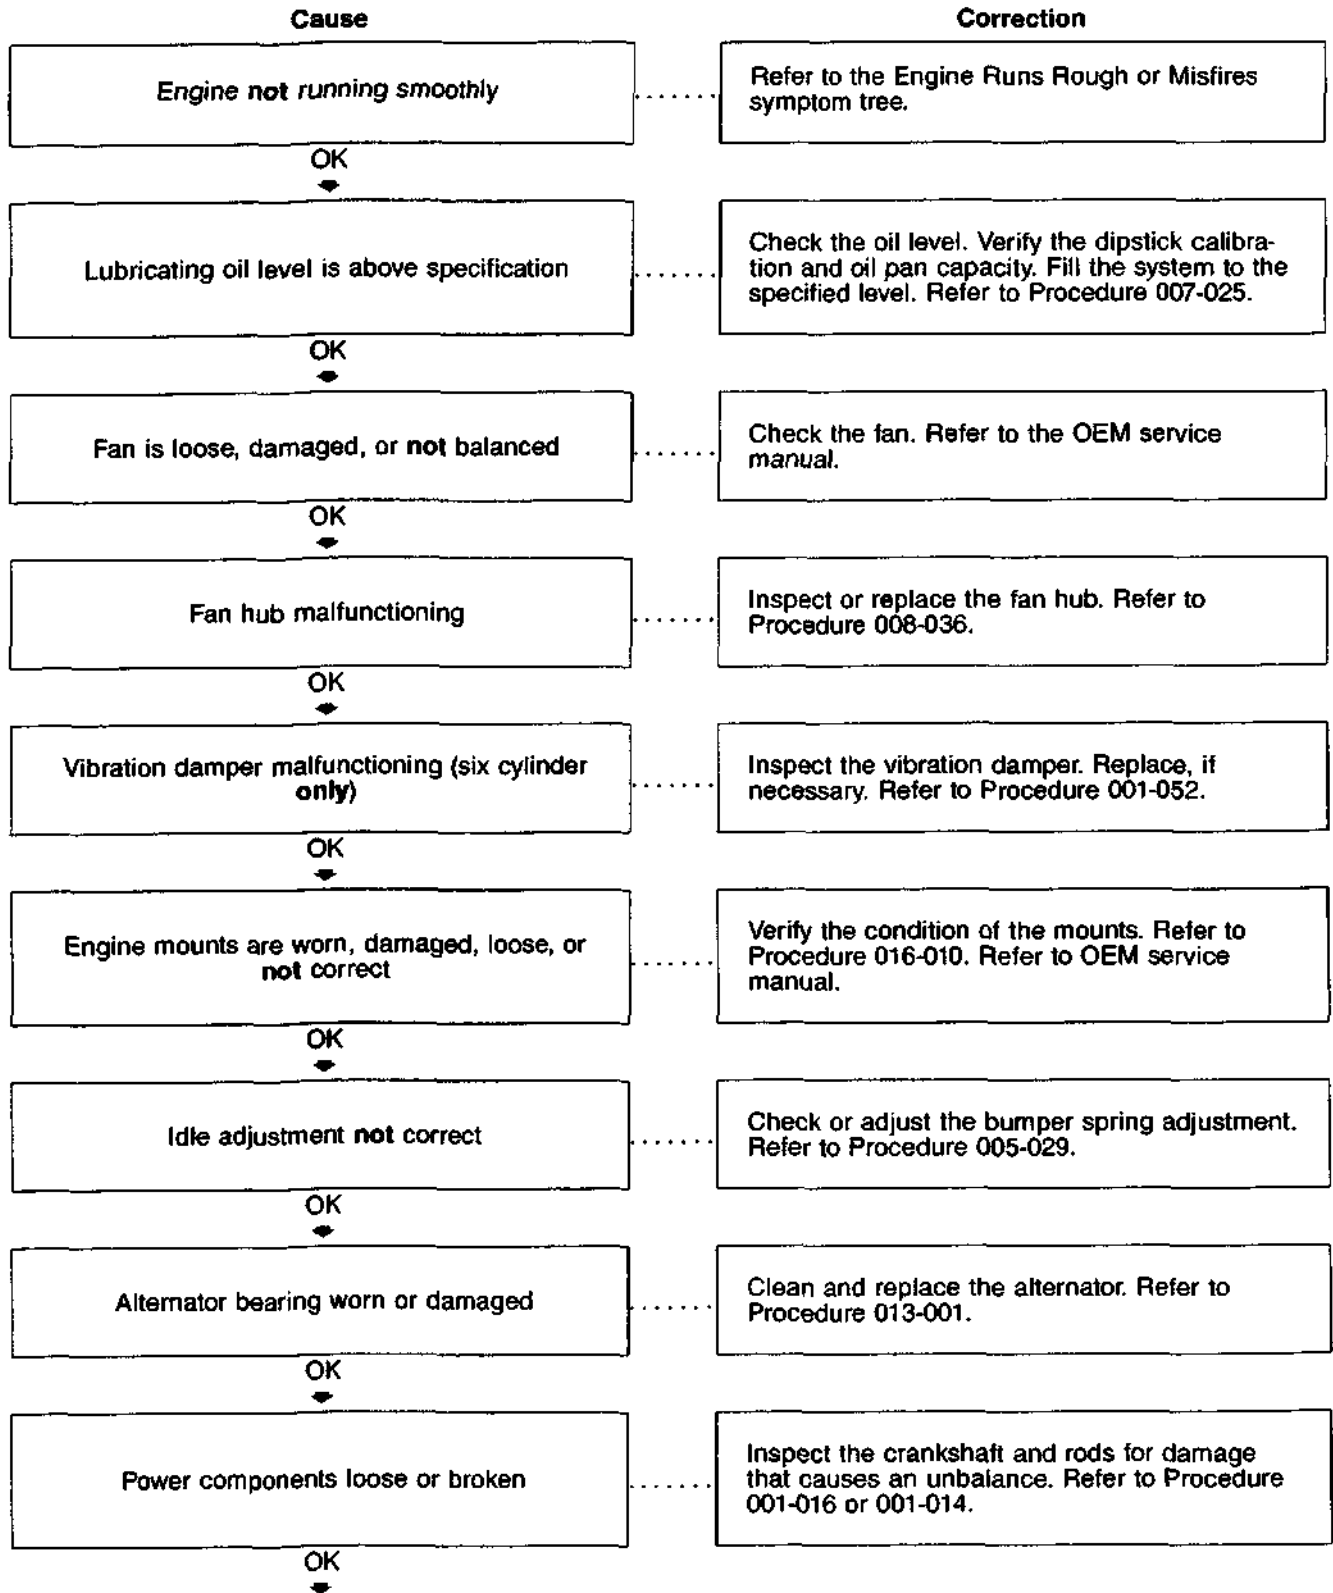 Cause
Correction
Engine not running smoothly
Refer to the Engine Runs Rough or Misfires
symptom tree.
OK
Lubricating oil level is above specification
Check the oil level. Verify the dipstick calibra-
tion and oil pan capacity. Fill the system to the
specified level. Refer to Procedure 007-025.
OK
Fan is loose, damaged, or not balanced
Check the fan. Refer to the OEM service
manual.
OK
Fan hub malfunctioning
Inspect or replace the fan hub. Refer to
Procedure 008-036.
OK
Vibration damper malfunctioning (six cylinder
only)
Inspect the vibration damper. Replace, if
necessary. Refer to Procedure 001-052.
OK
Engine mounts are worn, damaged, loose, or
not correct
Verify the condition of the mounts. Refer to
Procedure 016-010. Refer to OEM service
manual.
OK
Idle adjustment not correct
Check or adjust the bumper spring adjustment.
Refer to Procedure 005-029.
OK
Alternator bearing worn or damaged
Clean and replace the alternator. Refer to
Procedure 013-001.
OK
Power components loose or broken
Inspect the crankshaft and rods for damage
that causes an unbalance. Refer to Procedure
001-016 or 001-014.
OK